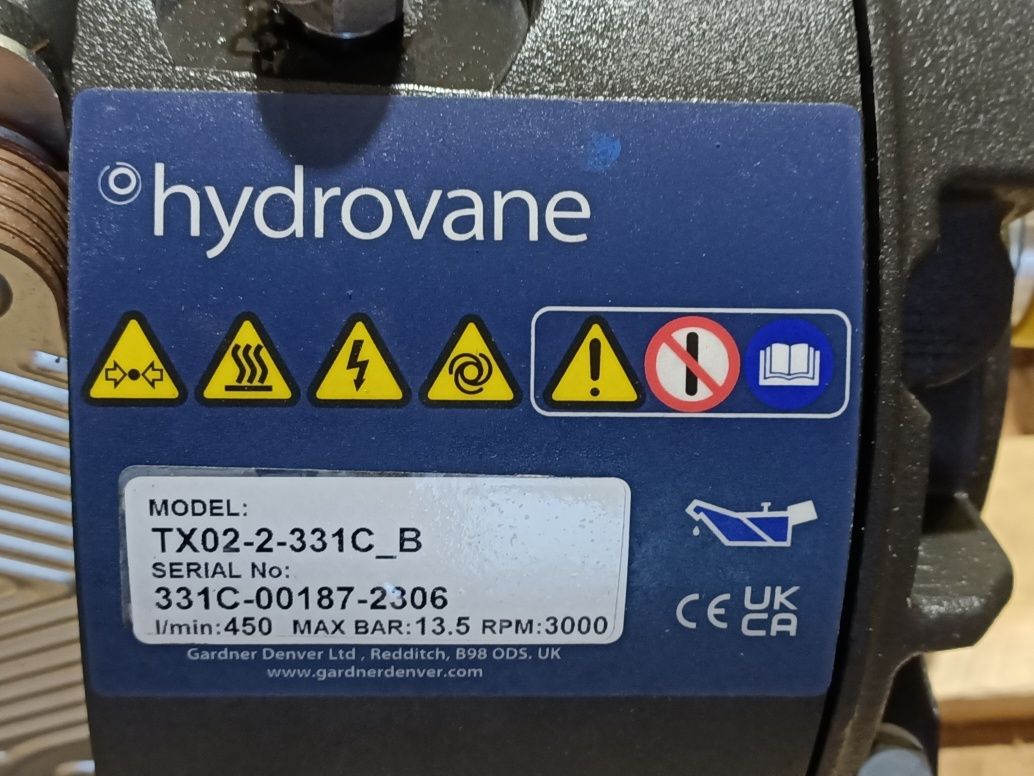 hydrovane
MODEL:
TX02-2-331C_B
SERIAL No:
331C-00187-2306
l/min:450 MAX BAR:13.5 RPM:3000
Gardner Denver Ltd , Redditch, B98 0DS. UK
www.gardnerdenver.com
CE
UK
CA